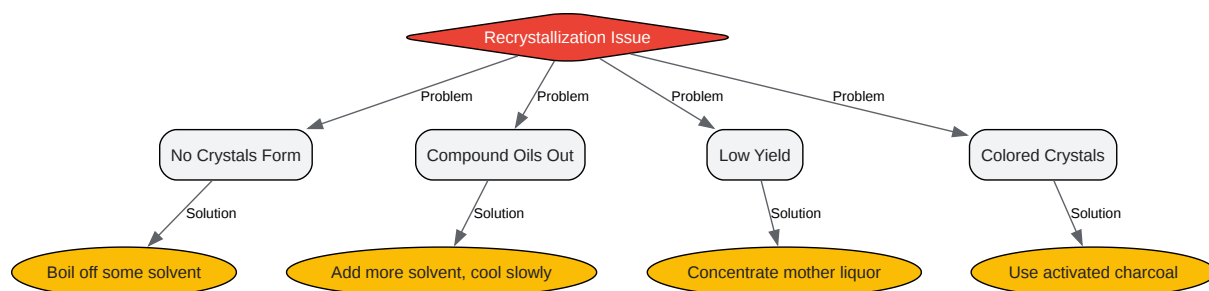 Recrystallization Issue
Problem Problem Problem Problem
No Crystals Form Compound Oils Out Low Yield Colored Crystals
Solution Solution Solution Solution
Boil off some solvent Add more solvent, cool slowly Concentrate mother liquor Use activated charcoal